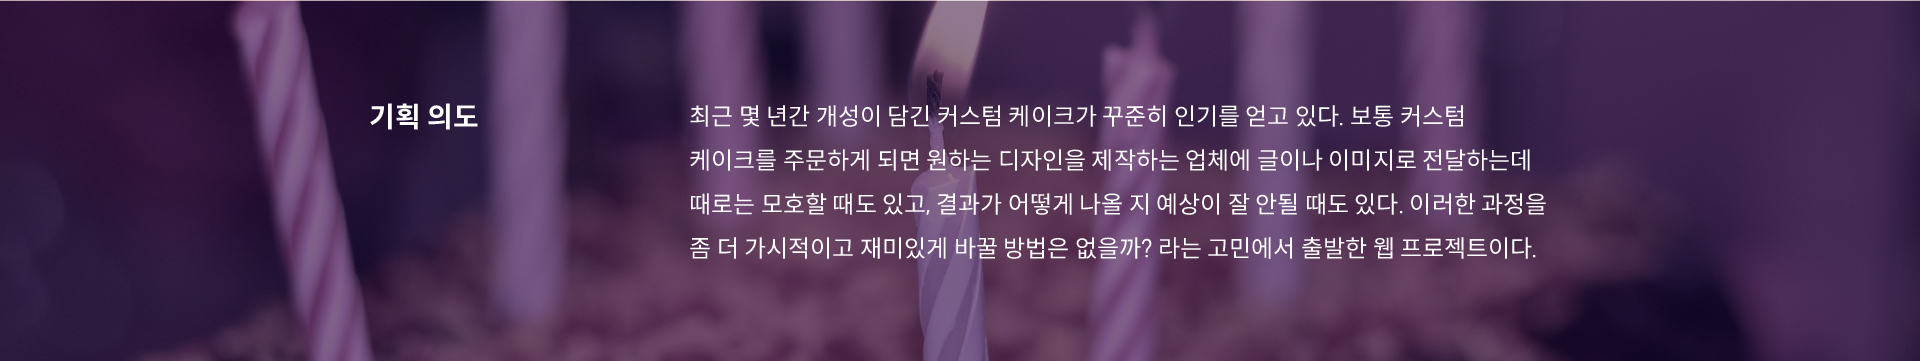 기획 의도
최근 몇 년간 개성이 담긴 커스텀 케이크가 꾸준히 인기를 얻고 있다. 보통 커스텀
케이크를 주문하게 되면 원하는 디자인을 제작하는 업체에 글이나 이미지로 전달하는데
때로는 모호할 때도 있고, 결과가 어떻게 나올 지 예상이 잘 안될 때도 있다. 이러한 과정을
좀 더 가시적이고 재미있게 바꿀 방법은 없을까? 라는 고민에서 출발한 웹 프로젝트이다.